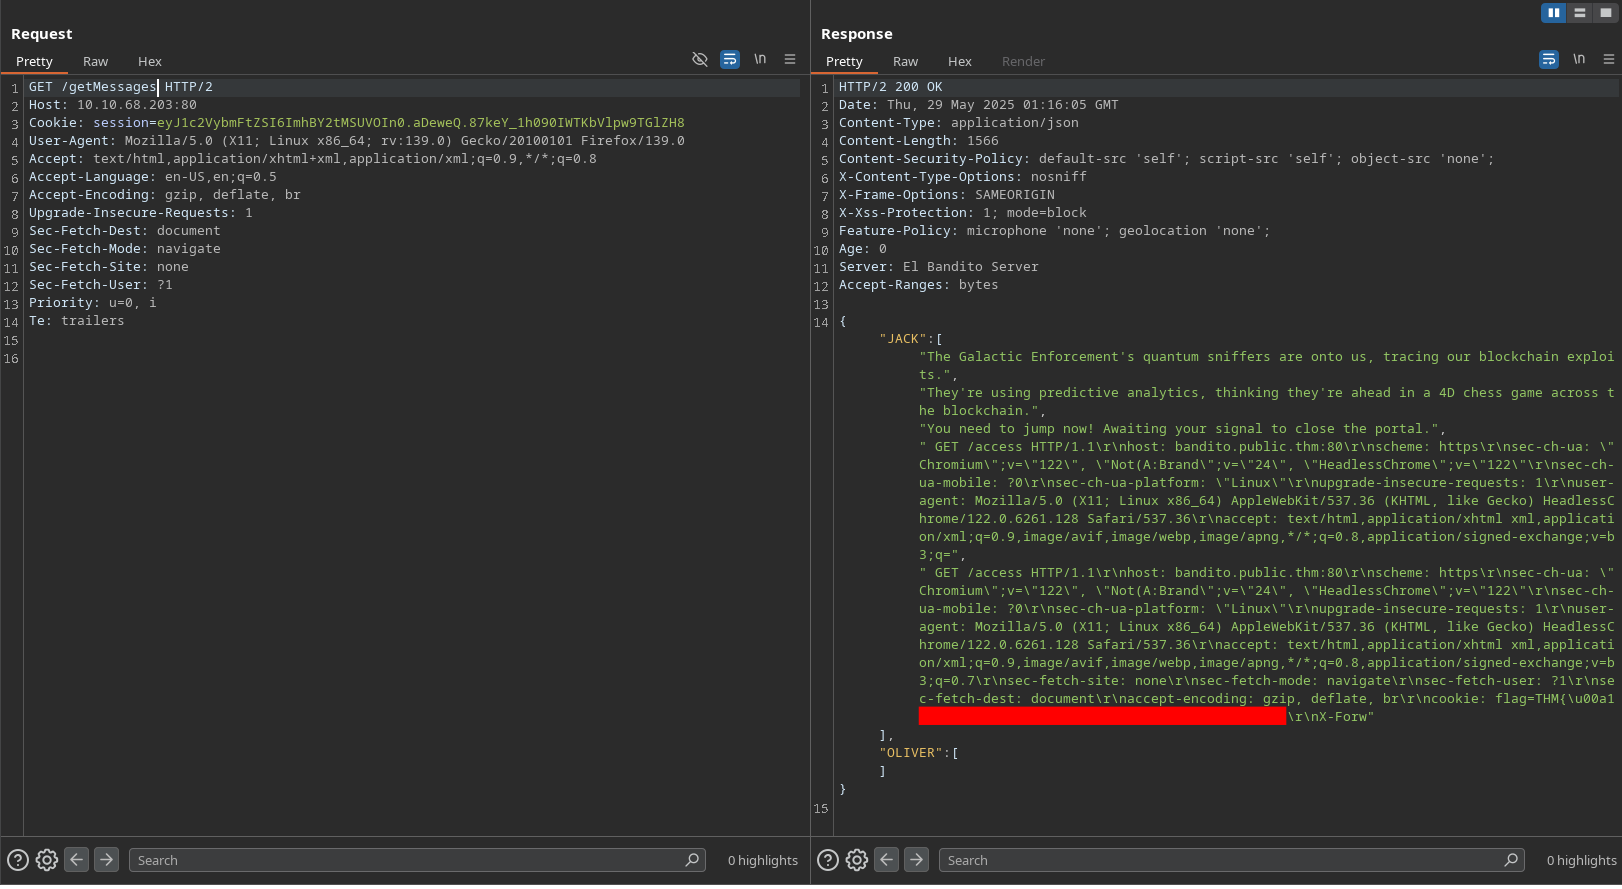 Request
Pretty Raw Hex \n
1 GET /getMessages HTTP/2
2 Host: 10.10.68.203:80
3 Cookie: session=eyJ1c2VybmFtZSI6ImhBY2tMSUVOIn0.aDeweQ.87keY_1h090IWTKbVlpw9TGlZH8
4 User-Agent: Mozilla/5.0 (X11; Linux x86_64; rv:139.0) Gecko/20100101 Firefox/139.0
5 Accept: text/html,application/xhtml+xml,application/xml;q=0.9,*/*;q=0.8
6 Accept-Language: en-US,en;q=0.5
7 Accept-Encoding: gzip, deflate, br
8 Upgrade-Insecure-Requests: 1
9 Sec-Fetch-Dest: document
10 Sec-Fetch-Mode: navigate
11 Sec-Fetch-Site: none
12 Sec-Fetch-User: ?1
13 Priority: u=0, i
14 Te: trailers
15
16
Search 0 highlights
Response
Pretty Raw Hex Render \n
1 HTTP/2 200 OK
2 Date: Thu, 29 May 2025 01:16:05 GMT
3 Content-Type: application/json
4 Content-Length: 1566
5 Content-Security-Policy: default-src 'self'; script-src 'self'; object-src 'none';
6 X-Content-Type-Options: nosniff
7 X-Frame-Options: SAMEORIGIN
8 X-Xss-Protection: 1; mode=block
9 Feature-Policy: microphone 'none'; geolocation 'none';
10 Age: 0
11 Server: El Bandito Server
12 Accept-Ranges: bytes
13
14 {
"JACK":[
"The Galactic Enforcement's quantum sniffers are onto us, tracing our blockchain exploi
ts.",
"They're using predictive analytics, thinking they're ahead in a 4D chess game across t
he blockchain.",
"You need to jump now! Awaiting your signal to close the portal.",
" GET /access HTTP/1.1\r\nhost: bandito.public.thm:80\r\nscheme: https\r\nsec-ch-ua: \"
Chromium\";v=\"122\", \"Not(A:Brand\";v=\"24\", \"HeadlessChrome\";v=\"122\"\r\nsec-ch-
ua-mobile: ?0\r\nsec-ch-ua-platform: \"Linux\"\r\nupgrade-insecure-requests: 1\r\nuser-
agent: Mozilla/5.0 (X11; Linux x86_64) AppleWebKit/537.36 (KHTML, like Gecko) HeadlessC
hrome/122.0.6261.128 Safari/537.36\r\naccept: text/html,application/xhtml xml,applicati
on/xml;q=0.9,image/avif,image/webp,image/apng,*/*;q=0.8,application/signed-exchange;v=b
3;q=",
" GET /access HTTP/1.1\r\nhost: bandito.public.thm:80\r\nscheme: https\r\nsec-ch-ua: \"
Chromium\";v=\"122\", \"Not(A:Brand\";v=\"24\", \"HeadlessChrome\";v=\"122\"\r\nsec-ch-
ua-mobile: ?0\r\nsec-ch-ua-platform: \"Linux\"\r\nupgrade-insecure-requests: 1\r\nuser-
agent: Mozilla/5.0 (X11; Linux x86_64) AppleWebKit/537.36 (KHTML, like Gecko) HeadlessC
hrome/122.0.6261.128 Safari/537.36\r\naccept: text/html,application/xhtml xml,applicati
on/xml;q=0.9,image/avif,image/webp,image/apng,*/*;q=0.8,application/signed-exchange;v=b
3;q=0.7\r\nsec-fetch-site: none\r\nsec-fetch-mode: navigate\r\nsec-fetch-user: ?1\r\nse
c-fetch-dest: document\r\naccept-encoding: gzip, deflate, br\r\ncookie: flag=THM{\u00a1
\r\nX-Forw"
],
"OLIVER":[
]
}
15
Search 0 highlights